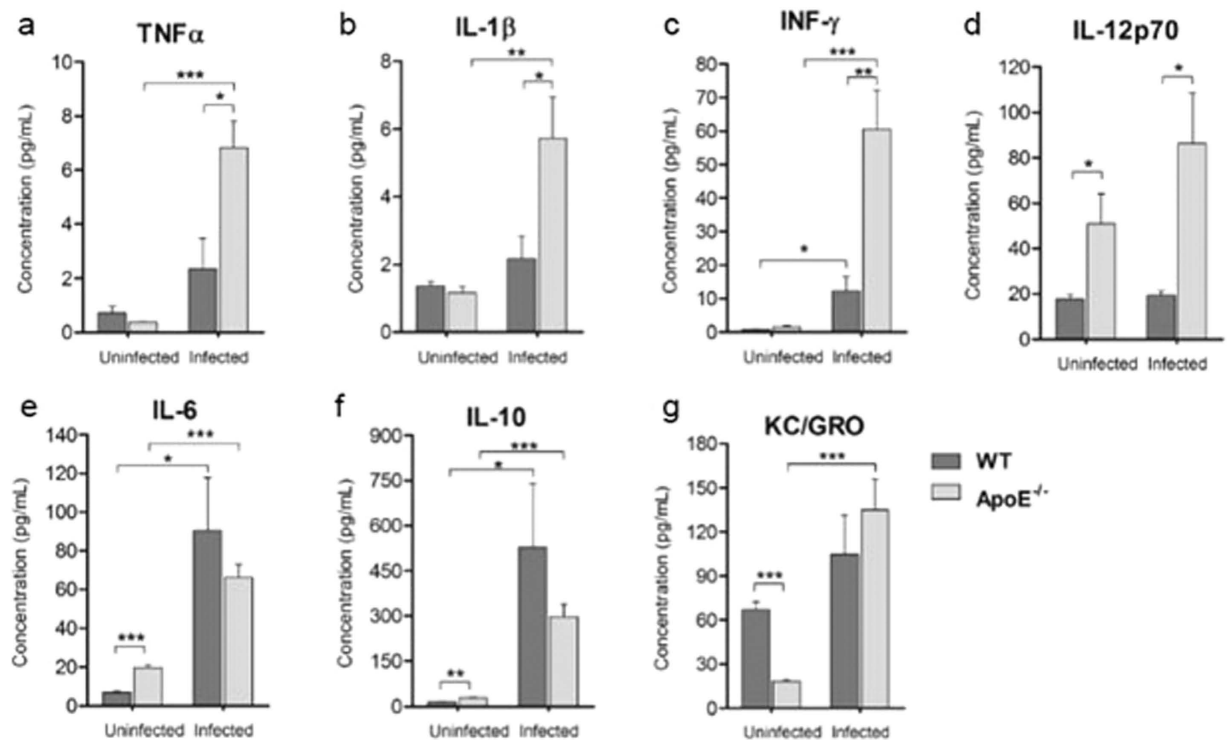 a
TNFα
Concentration (pg/mL)
10
8
6
4
2
0
***
*
Uninfected Infected
b
IL-1β
Concentration (pg/mL)
8
6
4
2
0
**
*
Uninfected Infected
c
INF-γ
Concentration (pg/mL)
80
70
60
50
40
30
20
10
0
***
**
*
Uninfected Infected
d
IL-12p70
Concentration (pg/mL)
120
100
80
60
40
20
0
*
*
Uninfected Infected
e
IL-6
Concentration (pg/mL)
140
120
100
80
60
40
20
0
***
*
***
Uninfected Infected
f
IL-10
Concentration (pg/mL)
900
750
600
450
300
150
0
***
*
**
Uninfected Infected
g
KC/GRO
Concentration (pg/mL)
180
150
120
90
60
30
0
***
***
Uninfected Infected
WT
ApoE-/-